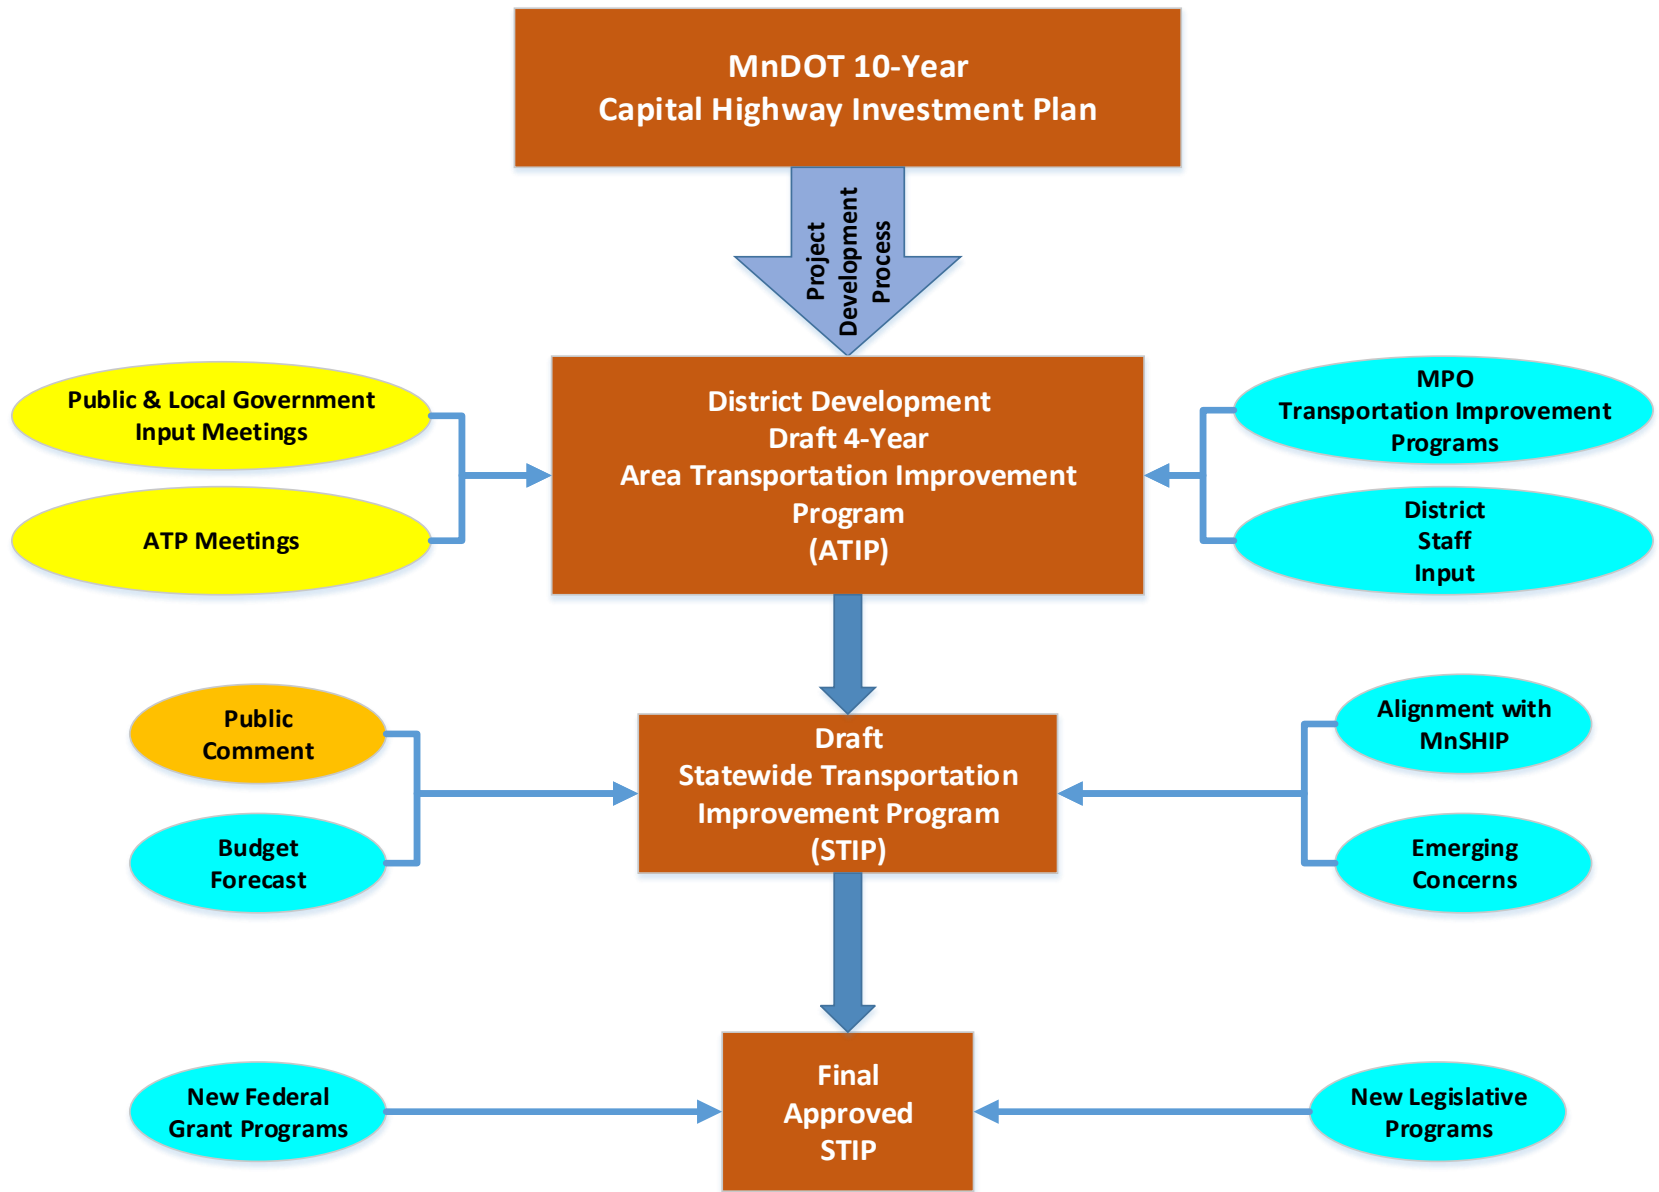 MnDOT 10-Year
Capital Highway Investment Plan
Project
Development
Process
Public & Local Government
Input Meetings
ATP Meetings
District Development
Draft 4-Year
Area Transportation Improvement
Program
(ATIP)
MPO
Transportation Improvement
Programs
District
Staff
Input
Public
Comment
Budget
Forecast
Draft
Statewide Transportation
Improvement Program
(STIP)
Alignment with
MnSHIP
Emerging
Concerns
New Federal
Grant Programs
Final
Approved
STIP
New Legislative
Programs